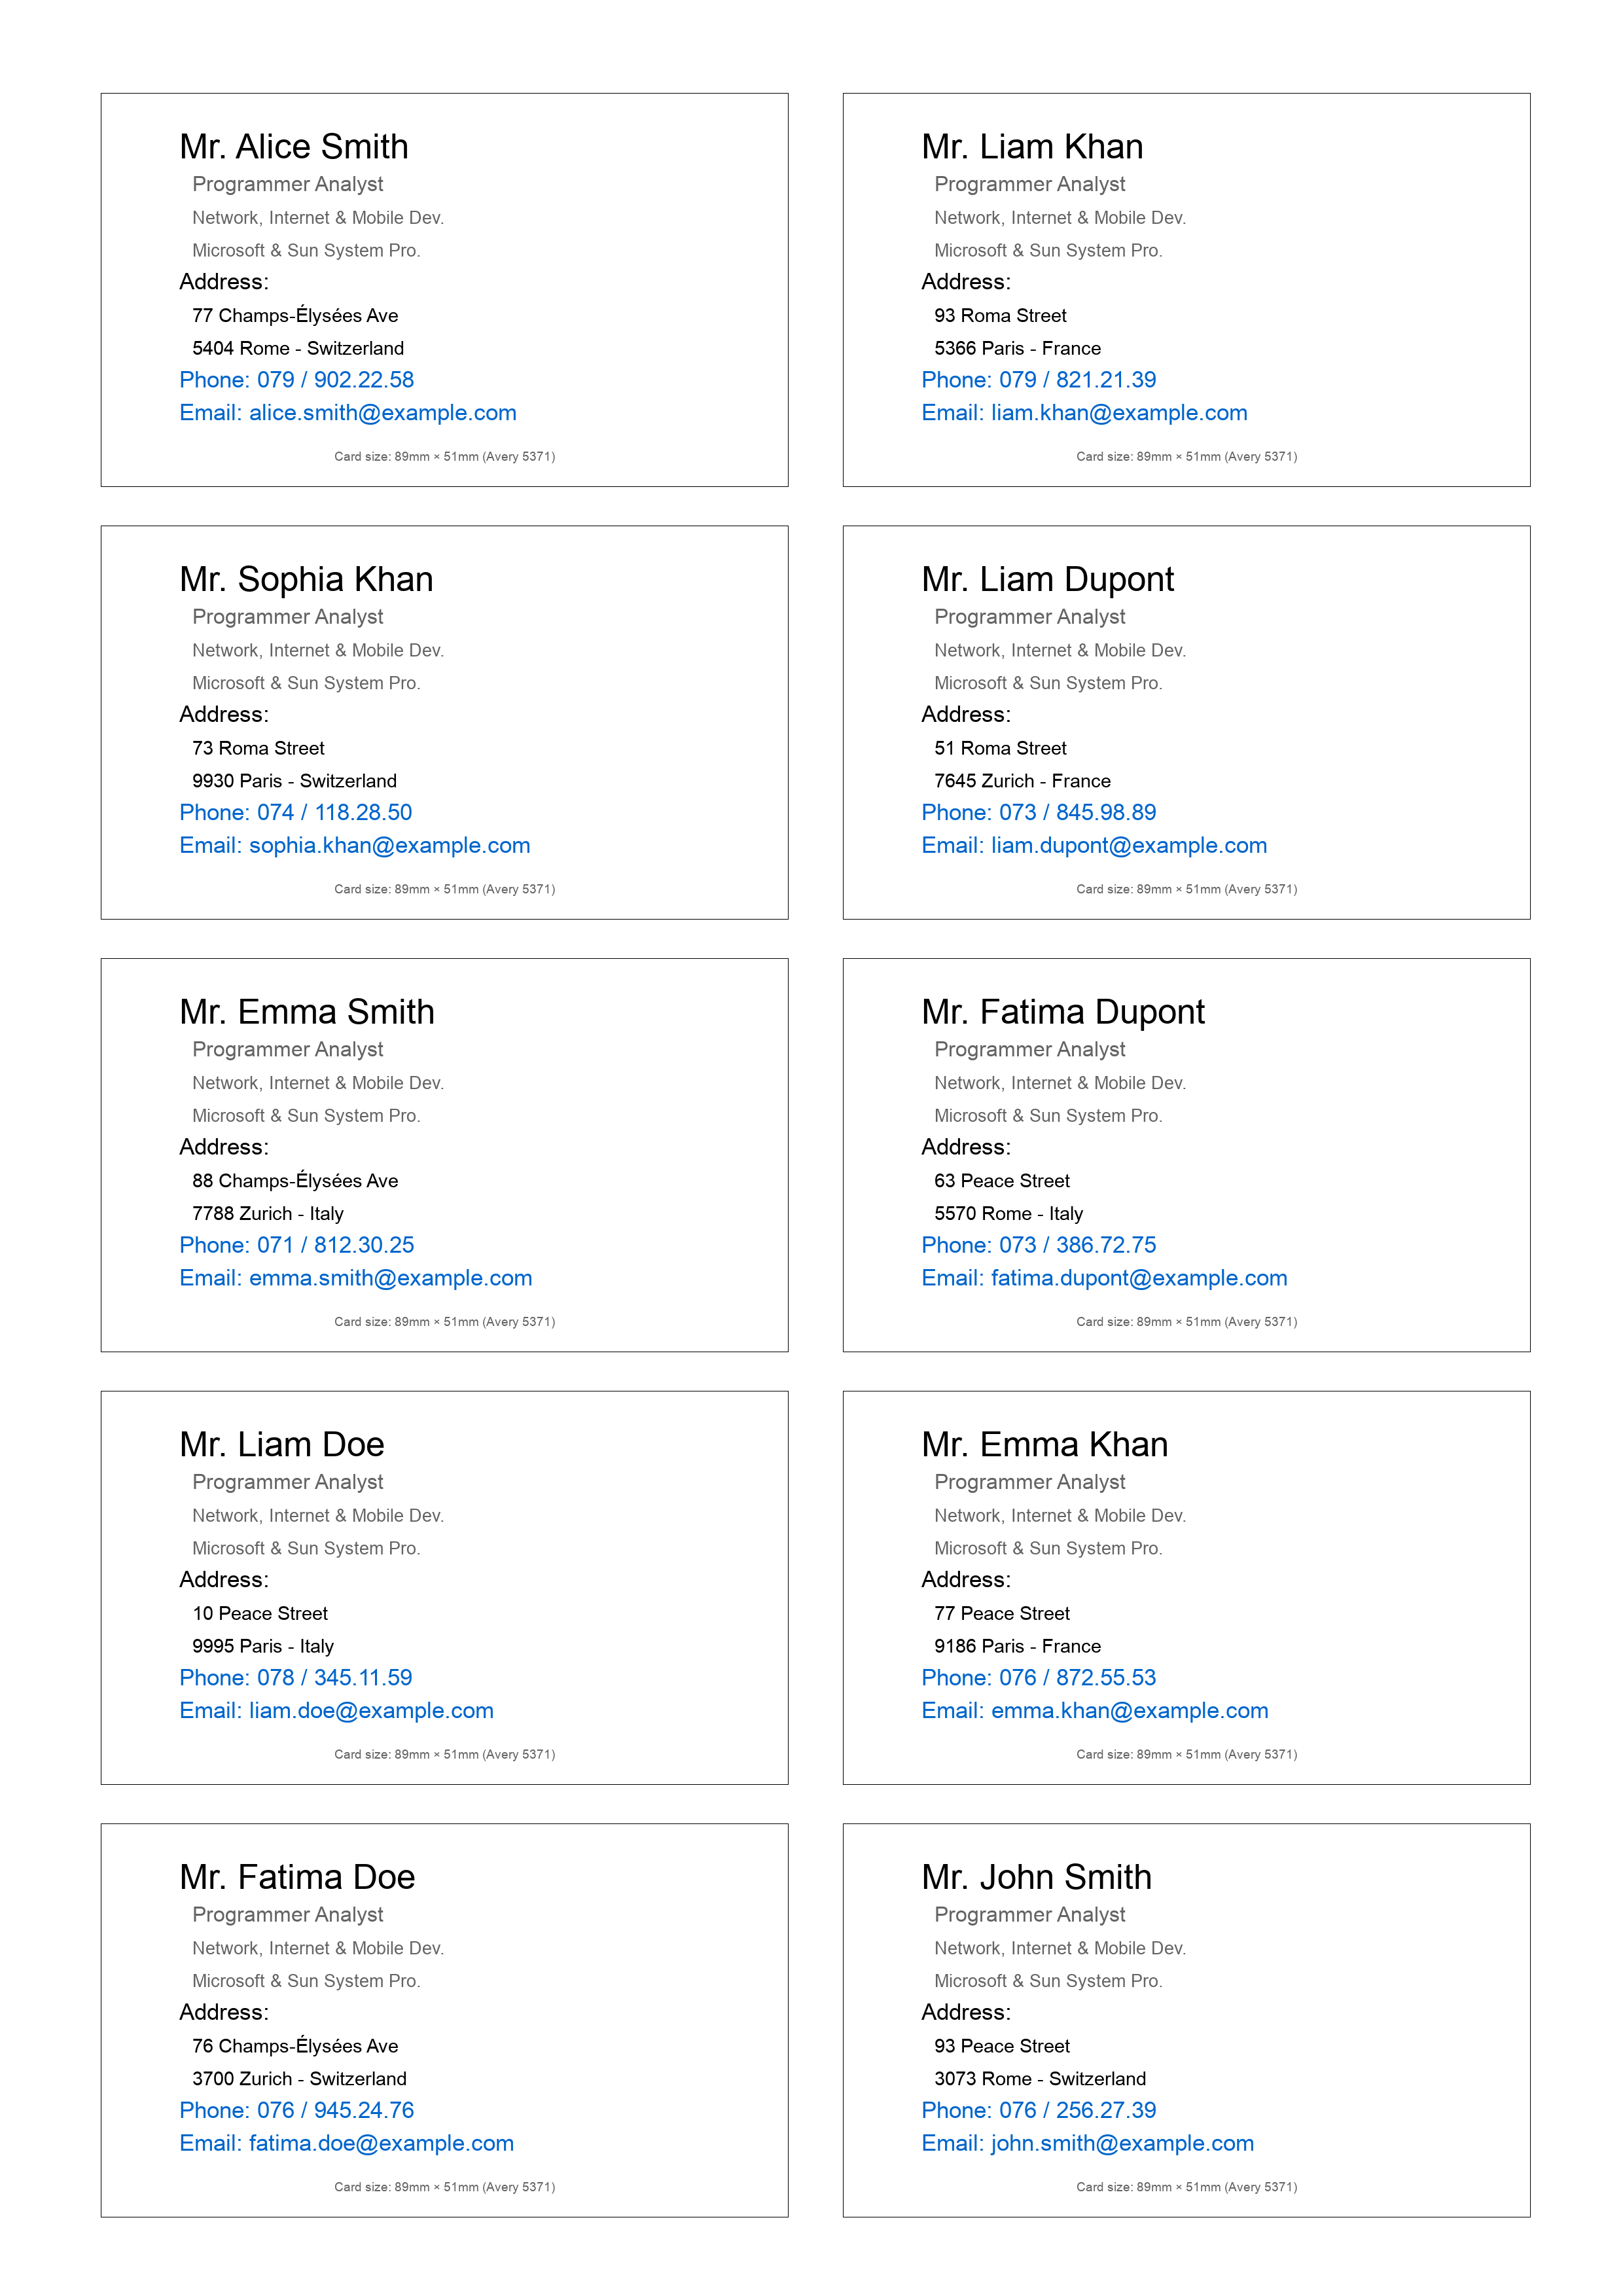 Mr. Alice Smith
Programmer Analyst
Network, Internet & Mobile Dev.
Microsoft & Sun System Pro.
Address:
77 Champs-Élysées Ave
5404 Rome - Switzerland
Phone: 079 / 902.22.58
Email: alice.smith@example.com
Card size: 89mm × 51mm (Avery 5371)
Mr. Liam Khan
Programmer Analyst
Network, Internet & Mobile Dev.
Microsoft & Sun System Pro.
Address:
93 Roma Street
5366 Paris - France
Phone: 079 / 821.21.39
Email: liam.khan@example.com
Card size: 89mm × 51mm (Avery 5371)
Mr. Sophia Khan
Programmer Analyst
Network, Internet & Mobile Dev.
Microsoft & Sun System Pro.
Address:
73 Roma Street
9930 Paris - Switzerland
Phone: 074 / 118.28.50
Email: sophia.khan@example.com
Card size: 89mm × 51mm (Avery 5371)
Mr. Liam Dupont
Programmer Analyst
Network, Internet & Mobile Dev.
Microsoft & Sun System Pro.
Address:
51 Roma Street
7645 Zurich - France
Phone: 073 / 845.98.89
Email: liam.dupont@example.com
Card size: 89mm × 51mm (Avery 5371)
Mr. Emma Smith
Programmer Analyst
Network, Internet & Mobile Dev.
Microsoft & Sun System Pro.
Address:
88 Champs-Élysées Ave
7788 Zurich - Italy
Phone: 071 / 812.30.25
Email: emma.smith@example.com
Card size: 89mm × 51mm (Avery 5371)
Mr. Fatima Dupont
Programmer Analyst
Network, Internet & Mobile Dev.
Microsoft & Sun System Pro.
Address:
63 Peace Street
5570 Rome - Italy
Phone: 073 / 386.72.75
Email: fatima.dupont@example.com
Card size: 89mm × 51mm (Avery 5371)
Mr. Liam Doe
Programmer Analyst
Network, Internet & Mobile Dev.
Microsoft & Sun System Pro.
Address:
10 Peace Street
9995 Paris - Italy
Phone: 078 / 345.11.59
Email: liam.doe@example.com
Card size: 89mm × 51mm (Avery 5371)
Mr. Emma Khan
Programmer Analyst
Network, Internet & Mobile Dev.
Microsoft & Sun System Pro.
Address:
77 Peace Street
9186 Paris - France
Phone: 076 / 872.55.53
Email: emma.khan@example.com
Card size: 89mm × 51mm (Avery 5371)
Mr. Fatima Doe
Programmer Analyst
Network, Internet & Mobile Dev.
Microsoft & Sun System Pro.
Address:
76 Champs-Élysées Ave
3700 Zurich - Switzerland
Phone: 076 / 945.24.76
Email: fatima.doe@example.com
Card size: 89mm × 51mm (Avery 5371)
Mr. John Smith
Programmer Analyst
Network, Internet & Mobile Dev.
Microsoft & Sun System Pro.
Address:
93 Peace Street
3073 Rome - Switzerland
Phone: 076 / 256.27.39
Email: john.smith@example.com
Card size: 89mm × 51mm (Avery 5371)